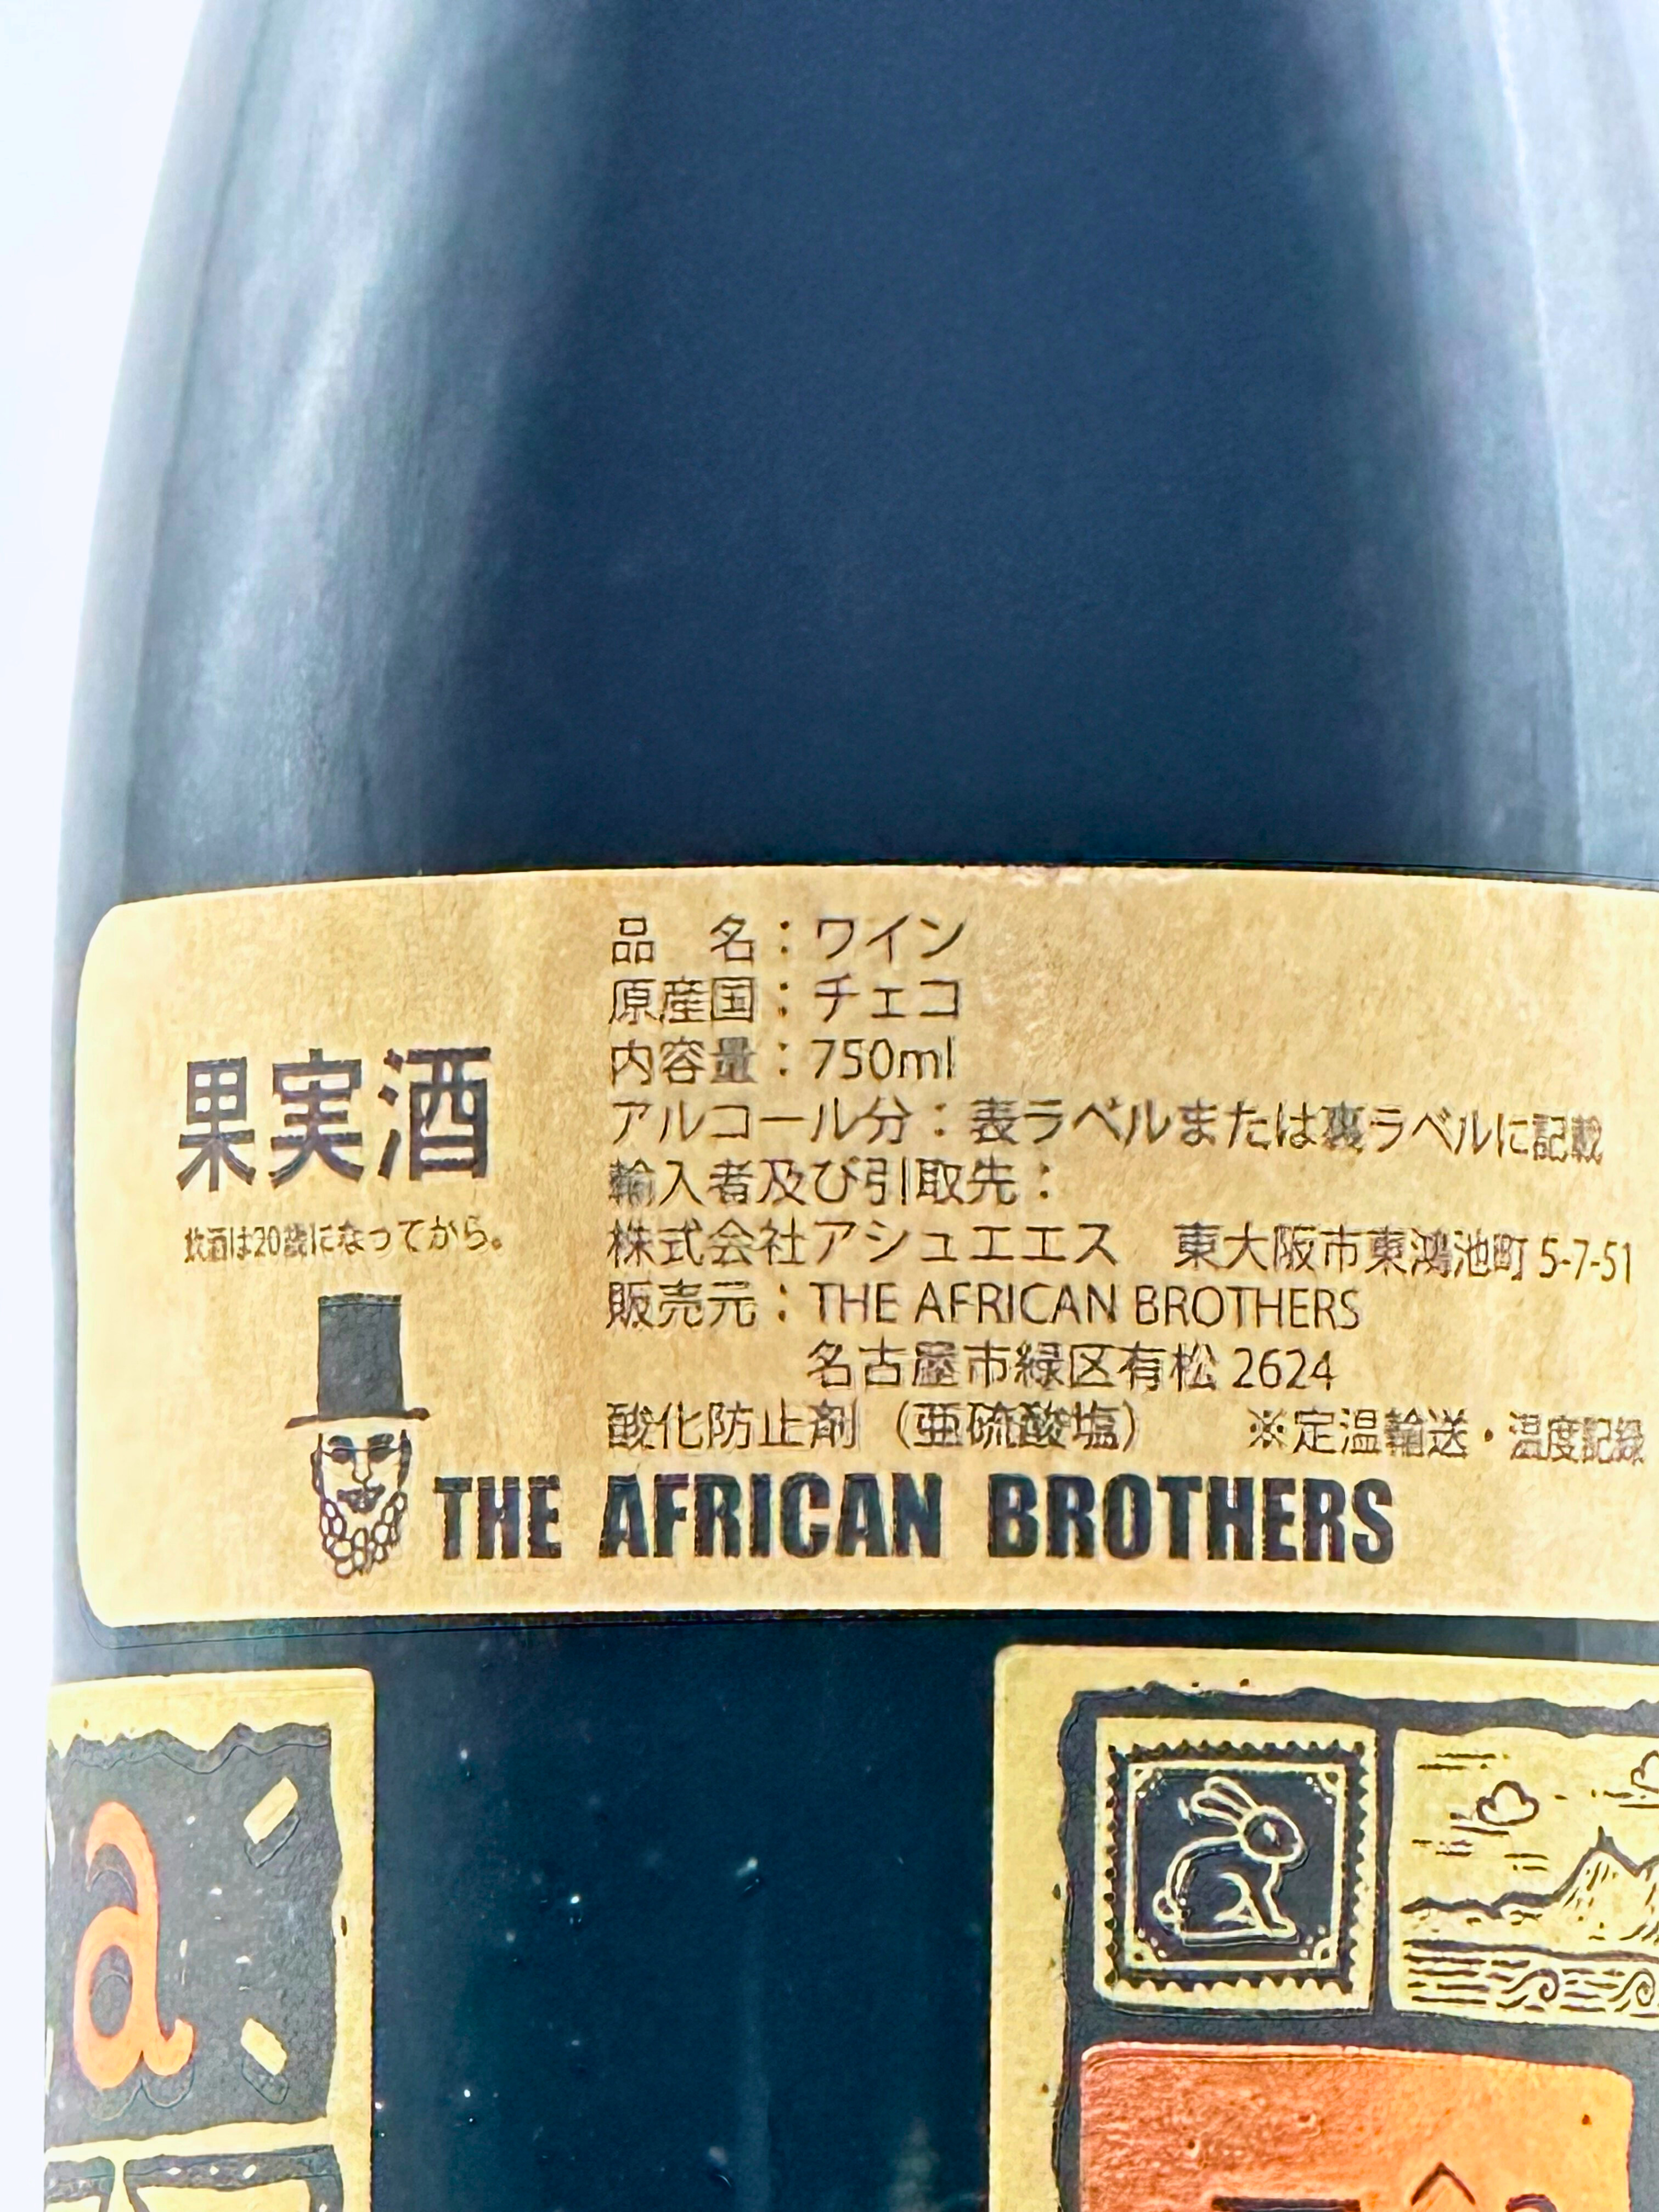 品　名：ワイン
原産国：チェコ
内容量：750ml
アルコール分：表ラベルまたは裏ラベルに記載
輸入者及び引取先：
株式会社アシュエエス　東大阪市東鴻池町 5-7-51
販売元：THE AFRICAN BROTHERS
名古屋市緑区有松 2624
酸化防止剤（亜硫酸塩）　※定温輸送・温度記録
果実酒
飲酒は20歳になってから。
THE AFRICAN BROTHERS
a